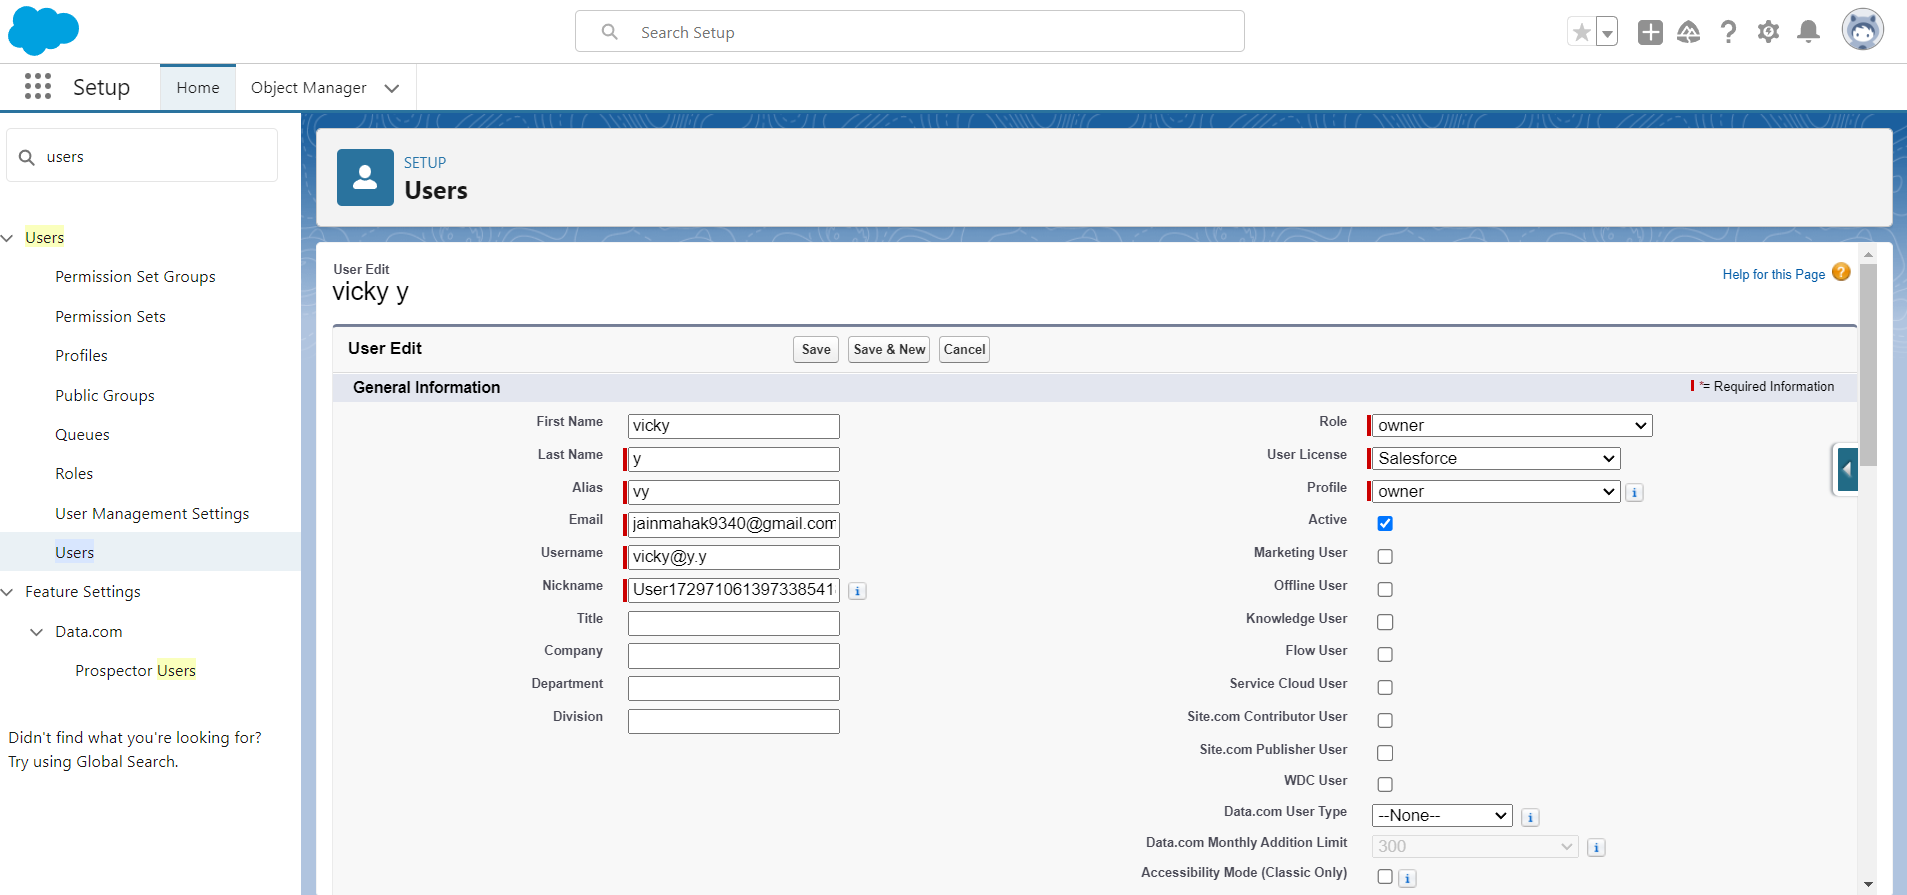 Search Setup
Setup
Home
Object Manager
users
Users
Permission Set Groups
Permission Sets
Profiles
Public Groups
Queues
Roles
User Management Settings
Users
Feature Settings
Data.com
Prospector Users
Didn't find what you're looking for?
Try using Global Search.
SETUP
Users
User Edit
vicky y
Help for this Page
User Edit
Save
Save & New
Cancel
General Information
*= Required Information
First Name
vicky
Last Name
y
Alias
vy
Email
jainmahak9340@gmail.com
Username
vicky@y.y
Nickname
User172971061397338541
Title
Company
Department
Division
Role
owner
User License
Salesforce
Profile
owner
Active
Marketing User
Offline User
Knowledge User
Flow User
Service Cloud User
Site.com Contributor User
Site.com Publisher User
WDC User
Data.com User Type
--None--
Data.com Monthly Addition Limit
300
Accessibility Mode (Classic Only)